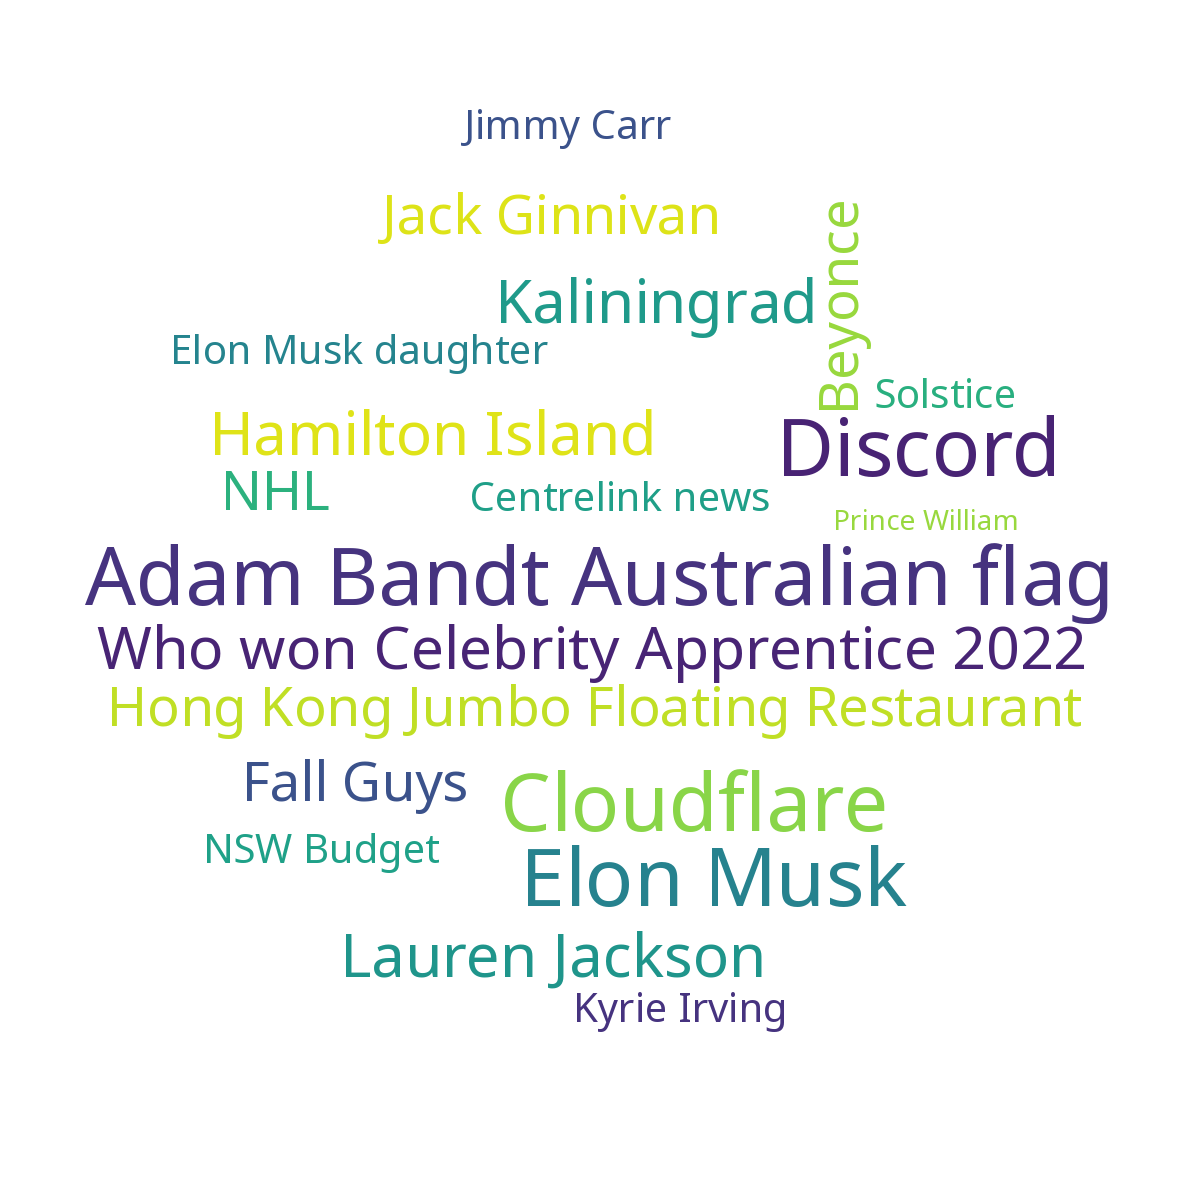 Jimmy Carr
Jack Ginnivan
Beyonce
Kaliningrad
Elon Musk daughter
Solstice
Hamilton Island
Discord
NHL
Centrelink news
Prince William
Adam Bandt Australian flag
Who won Celebrity Apprentice 2022
Hong Kong Jumbo Floating Restaurant
Fall Guys
Cloudflare
NSW Budget
Elon Musk
Lauren Jackson
Kyrie Irving